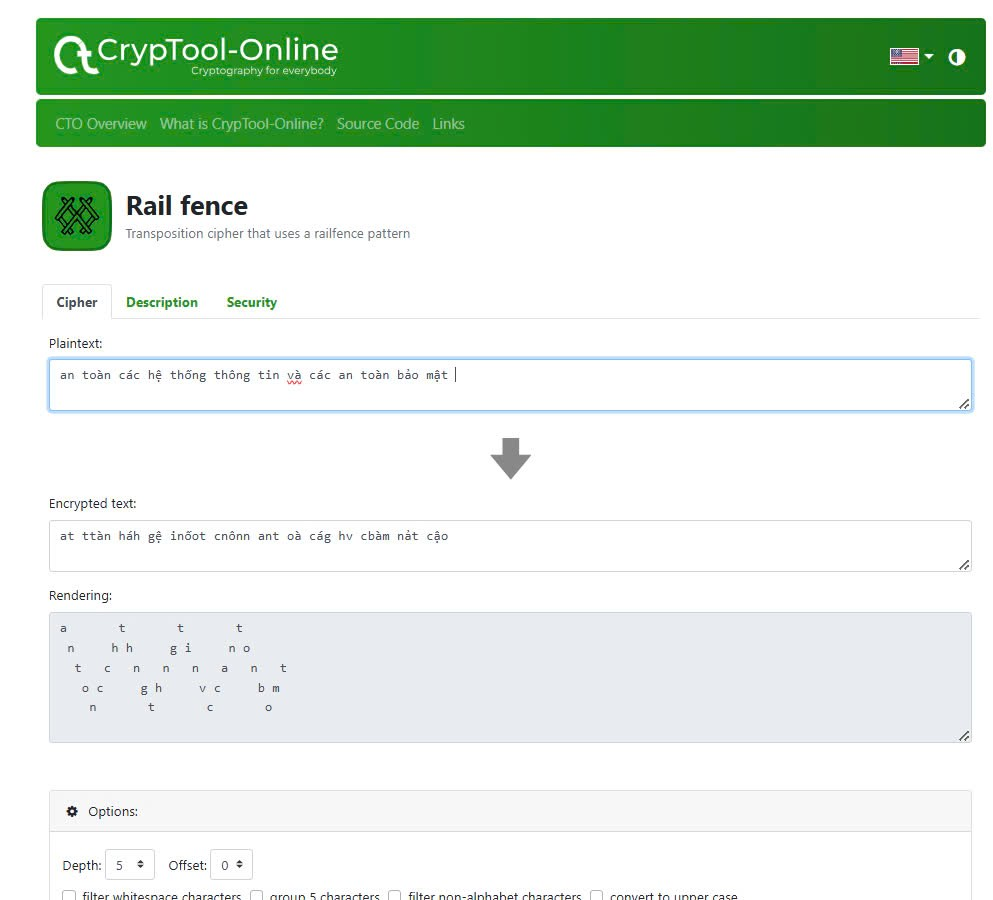 CrypTool-Online
Cryptography for everybody
CTO Overview What is CrypTool-Online? Source Code Links
Rail fence
Transposition cipher that uses a railfence pattern
Cipher Description Security
Plaintext:
an toàn các hệ thống thông tin và các an toàn bảo mật
Encrypted text:
at ttàn háh gệ inốot cnônn ant oà cág hv cbàm nảt cậo
Rendering:
a t t t
n h h g i n o
t c n n n a n t
o c g h v c b m
n t c o
Options:
Depth: 5 Offset: 0
filter whitespace characters group 5 characters filter non-alphabet characters convert to upper case